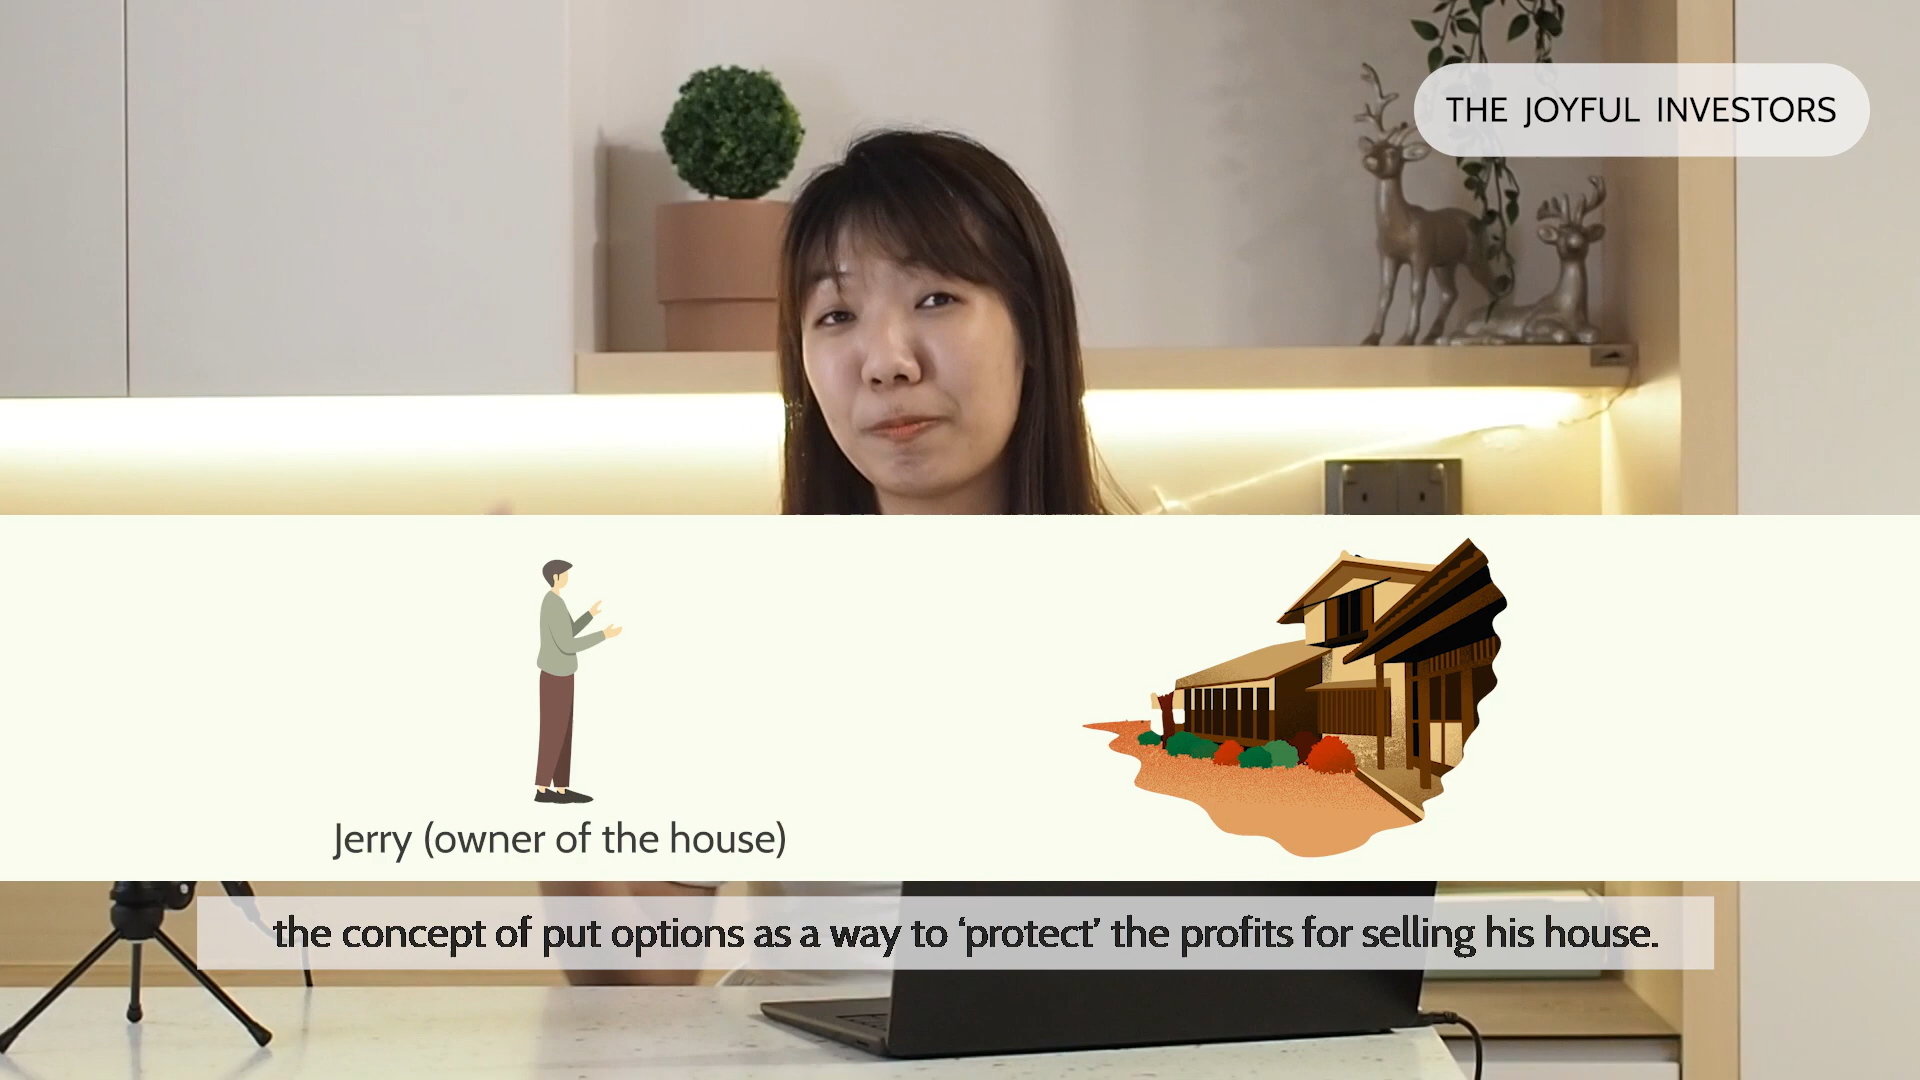 THE JOYFUL INVESTORS
Jerry (owner of the house)
the concept of put options as a way to ‘protect’ the profits for selling his house.